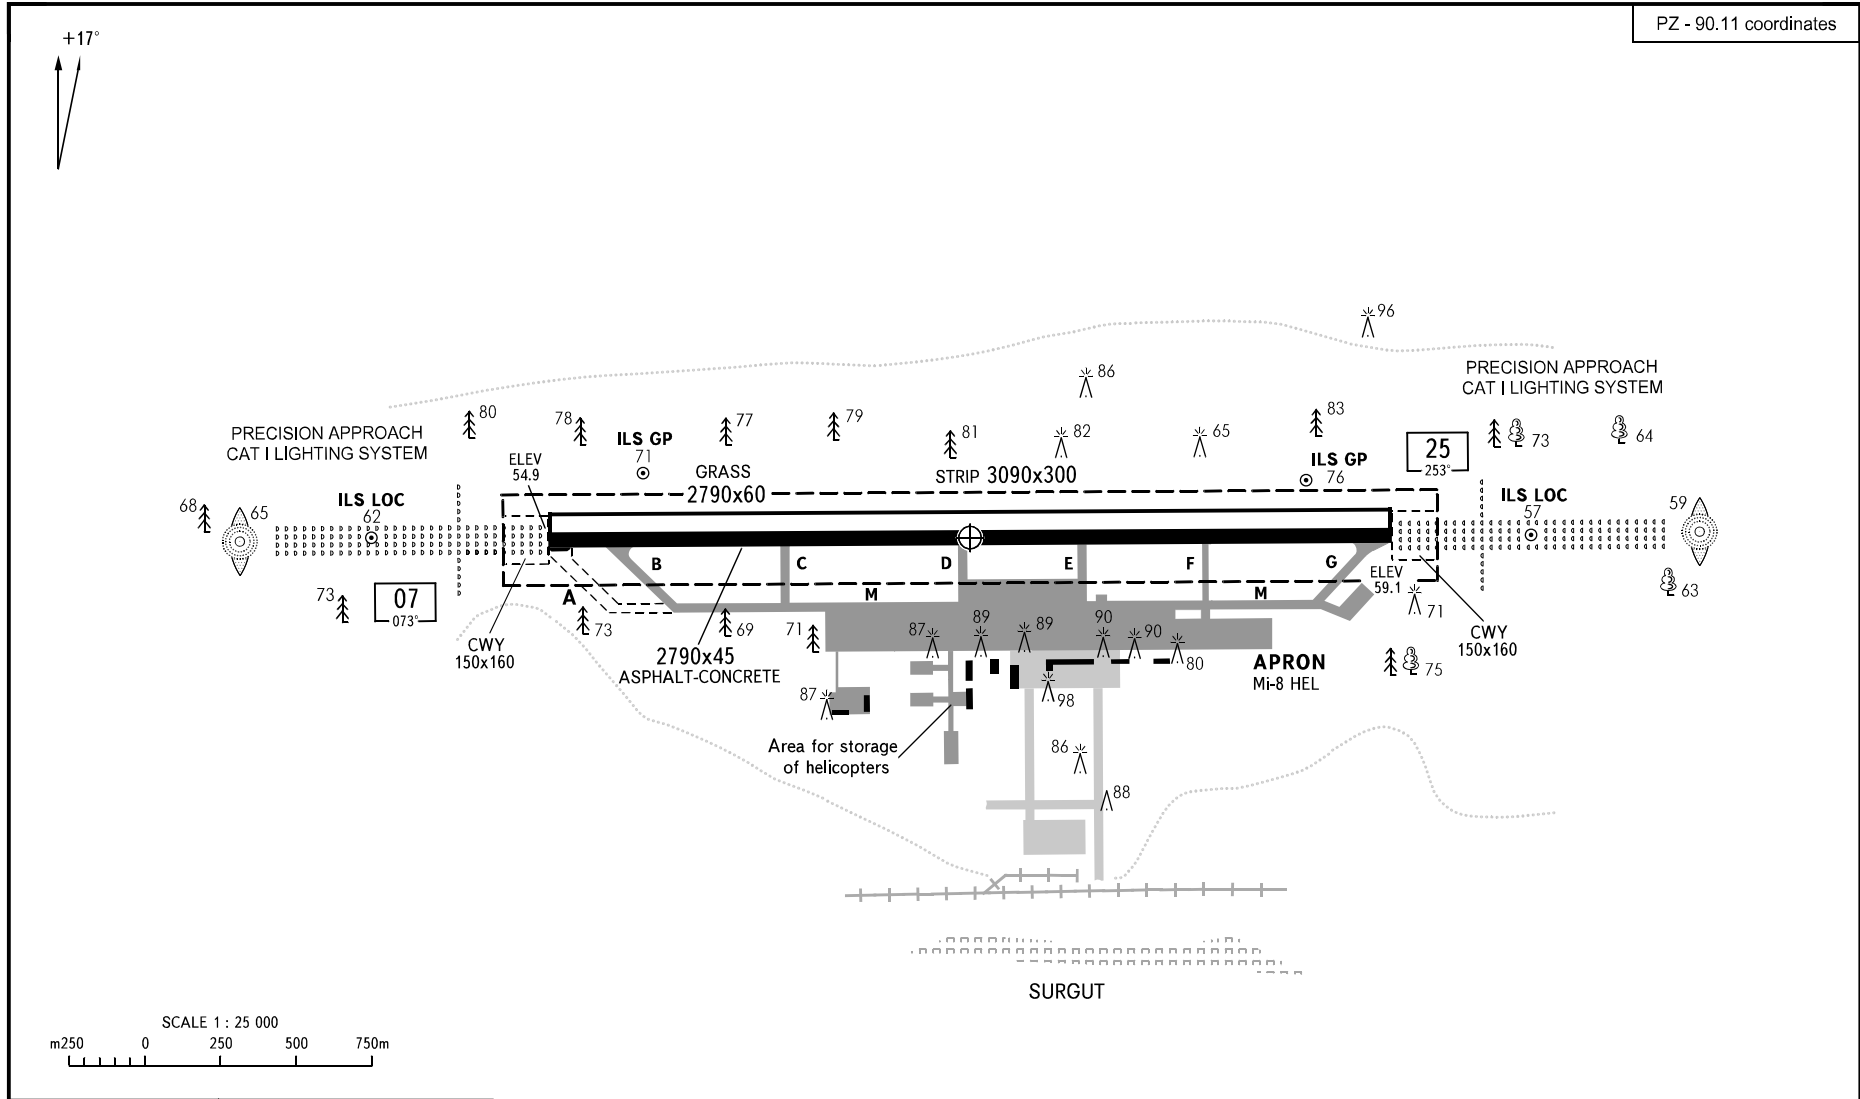 PZ - 90.11 coordinates
+17°
96
PRECISION APPROACH
CAT I LIGHTING SYSTEM
86
80
78
77
79
81
82
65
83
73
64
PRECISION APPROACH
CAT I LIGHTING SYSTEM
ILS GP
71
ELEV
54.9
GRASS
2790x60
STRIP 3090x300
ILS GP
76
25
253°
ILS LOC
57
59
68
65
ILS LOC
62
B
C
D
E
F
G
ELEV
59.1
63
73
07
073°
A
M
M
71
73
69
71
87
89
89
90
90
80
CWY
150x160
CWY
150x160
2790x45
ASPHALT-CONCRETE
APRON
Mi-8 HEL
75
87
98
Area for storage
of helicopters
86
88
SURGUT
SCALE 1 : 25 000
m250 0 250 500 750m